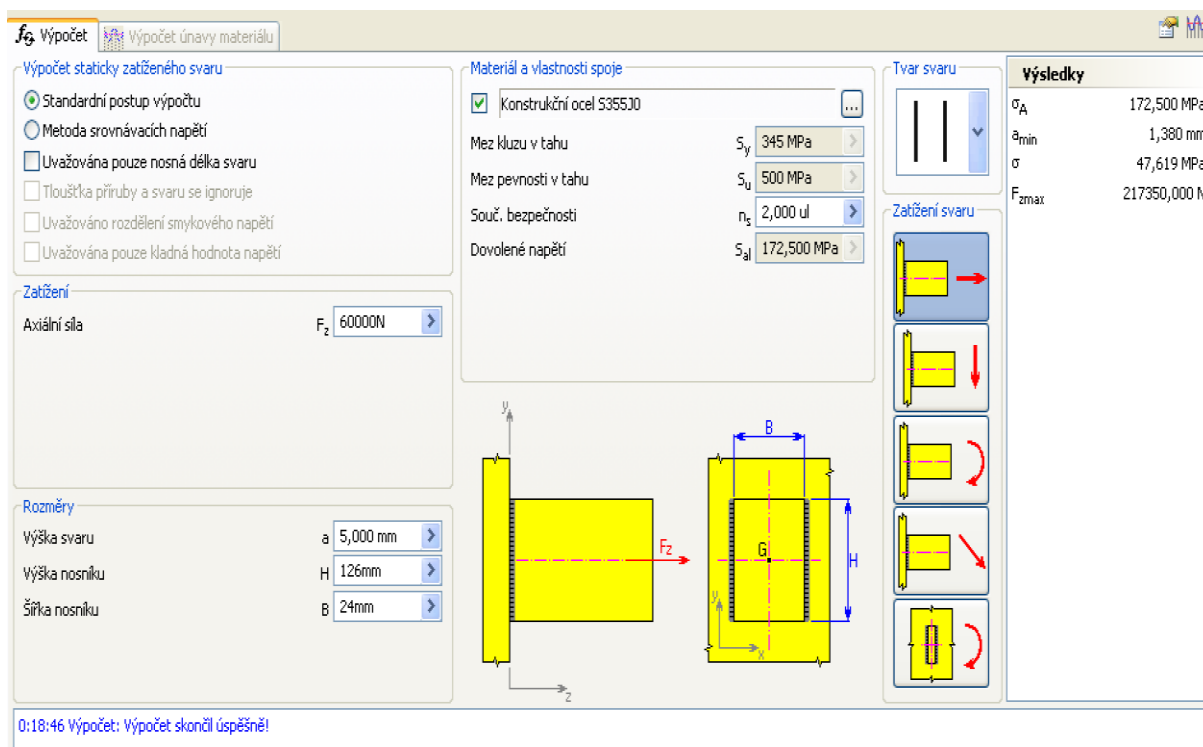 Výpočet
Výpočet únavy materiálu
Výpočet staticky zatíženého svaru
Standardní postup výpočtu
Metoda srovnávacích napětí
Uvažována pouze nosná délka svaru
Tloušťka příruby a svaru se ignoruje
Uvažováno rozdělení smykového napětí
Uvažována pouze kladná hodnota napětí
Zatížení
Axiální síla Fz 60000N
Rozměry
Výška svaru a 5,000 mm
Výška nosníku H 126mm
Šířka nosníku B 24mm
Materiál a vlastnosti spoje
Konstrukční ocel S355J0 ...
Mez kluzu v tahu Sy 345 MPa
Mez pevnosti v tahu Su 500 MPa
Souč. bezpečnosti ns 2,000 ul
Dovolené napětí Sal 172,500 MPa
y
Fz
z
B
G
H
y
x
Tvar svaru
Zatížení svaru
Výsledky
σA 172,500 MPa
amin 1,380 mm
σ 47,619 MPa
Fzmax 217350,000 N
0:18:46 Výpočet: Výpočet skončil úspěšně!